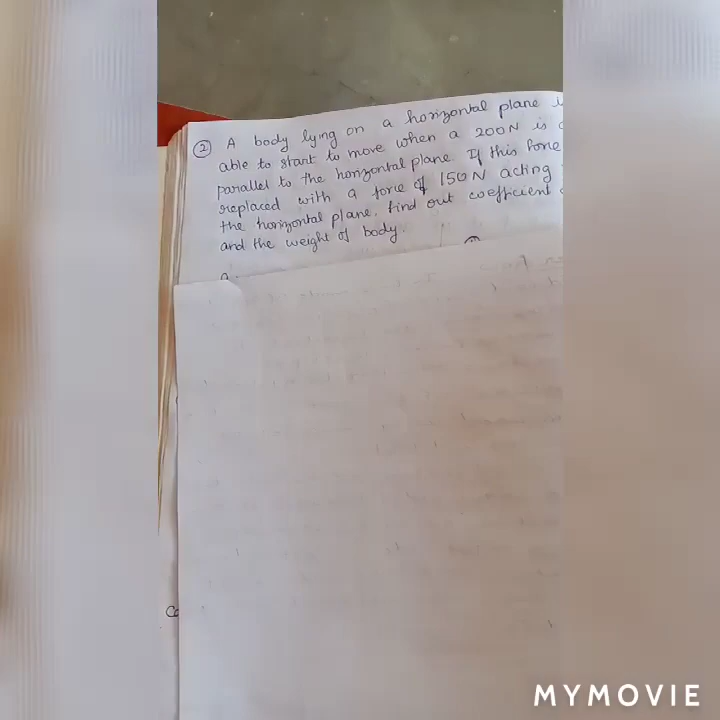 ② A body lying on a horizontal plane
able to start to move when a 200N is
parallel to the horizontal plane. If this
replaced with a force of 150N acting
the horizontal plane. find out coefficient
and the weight of body.
MYMOVIE